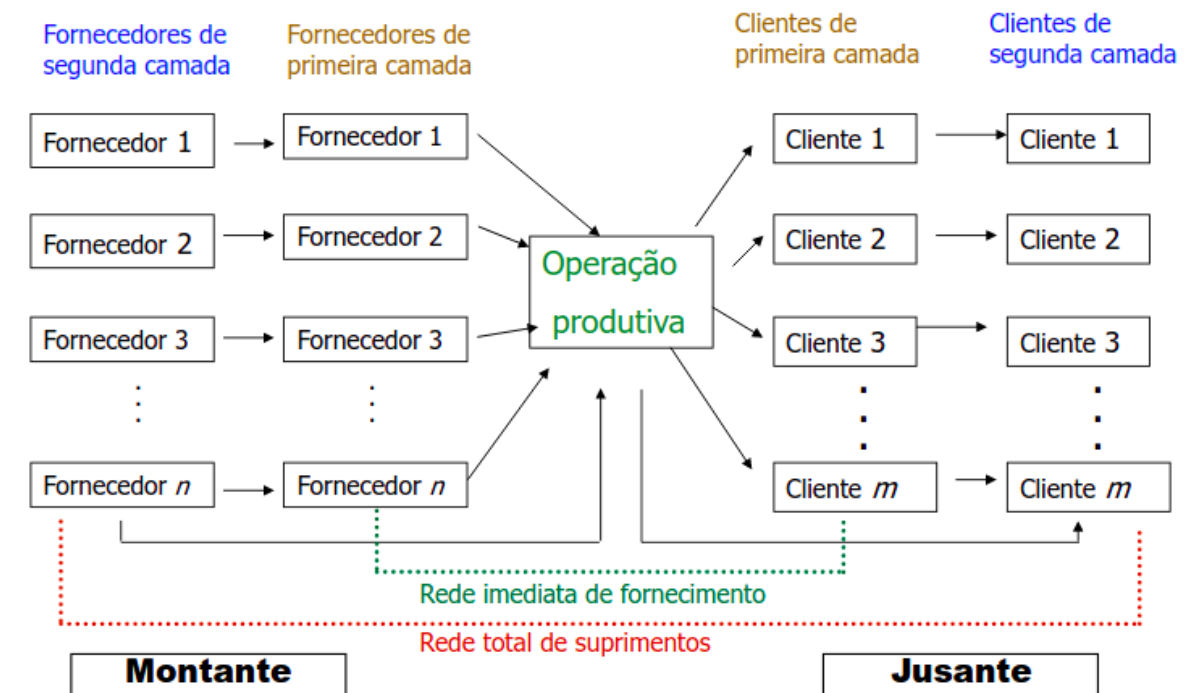 Fornecedores de
segunda camada
Fornecedores de
primeira camada
Clientes de
primeira camada
Clientes de
segunda camada
Fornecedor 1
Fornecedor 1
Cliente 1
Cliente 1
Fornecedor 2
Fornecedor 2
Cliente 2
Cliente 2
Operação
produtiva
Fornecedor 3
Fornecedor 3
Cliente 3
Cliente 3
Fornecedor n
Fornecedor n
Cliente m
Cliente m
Rede imediata de fornecimento
Rede total de suprimentos
Montante
Jusante